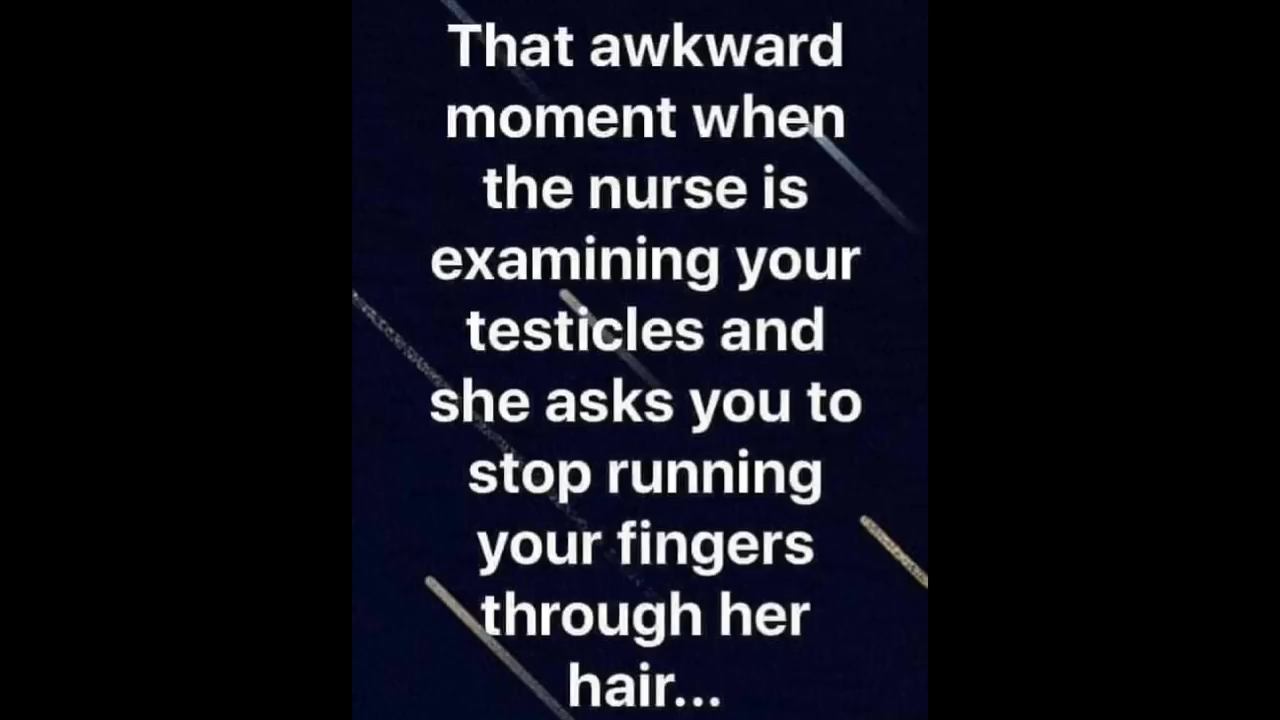 That awkward
moment when
the nurse is
examining your
testicles and
she asks you to
stop running
your fingers
through her
hair...